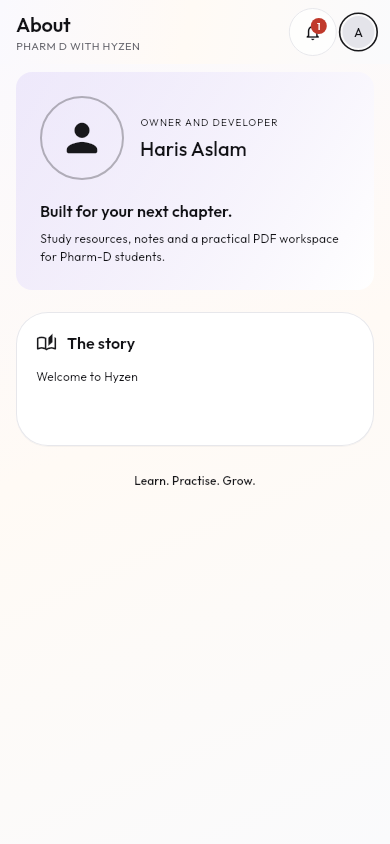 About
PHARM D WITH HYZEN
1
A
OWNER AND DEVELOPER
Haris Aslam
Built for your next chapter.
Study resources, notes and a practical PDF workspace
for Pharm-D students.
The story
Welcome to Hyzen
Learn. Practise. Grow.